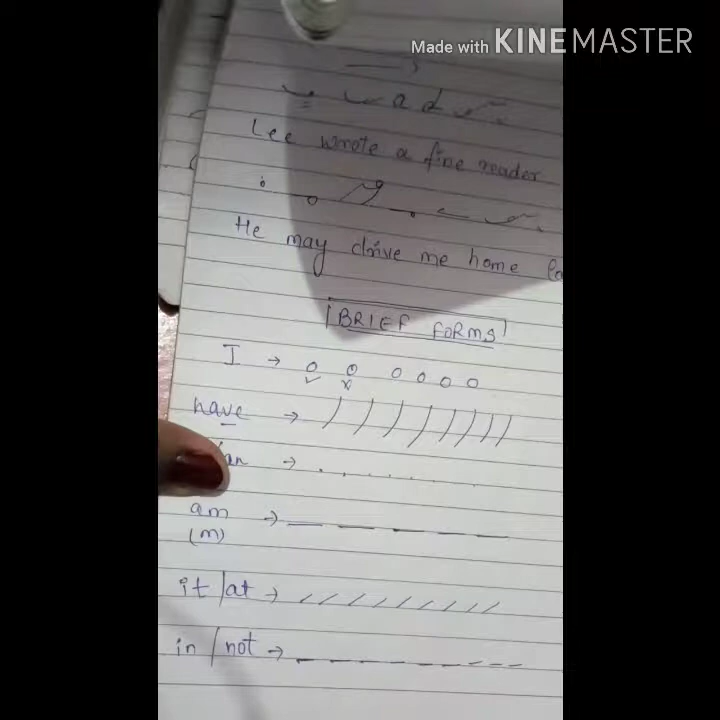 Made with KINEMASTER
a d
Lee wrote a fine reader
He may drive me home
BRIEF FORMS
I →
have →
→
am →
(m)
it / at →
in / not →